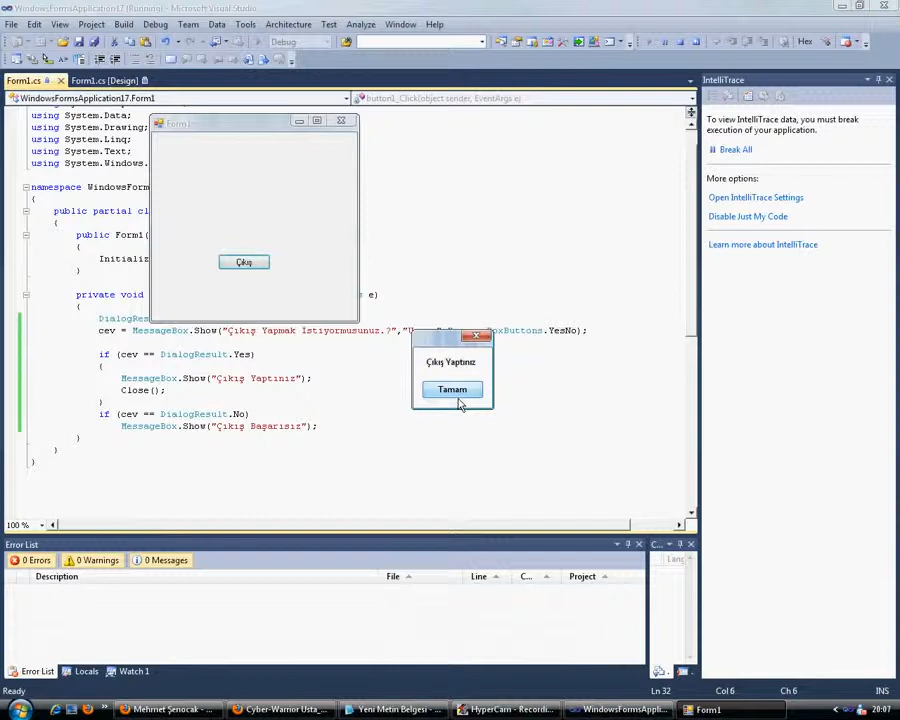 WindowsFormsApplication17 (Running) - Microsoft Visual Studio
File Edit View Project Build Debug Team Data Tools Architecture Test Analyze Window Help
Debug
Hex
Form1.cs Form1.cs [Design]
WindowsFormsApplication17.Form1 button1_Click(object sender, EventArgs e)
using System.Data;
using System.Drawing;
using System.Linq;
using System.Text;
using System.Windows.
namespace WindowsForm
{
public partial cl
{
public Form1(
{
Initializ
}
private void e)
{
DialogRes
cev = MessageBox.Show("Çıkış Yapmak İstiyormusunuz.?", oxButtons.YesNo);
if (cev == DialogResult.Yes)
{
MessageBox.Show("Çıkış Yaptınız");
Close();
}
if (cev == DialogResult.No)
MessageBox.Show("Çıkış Başarısız");
}
}
}
Form1
Çıkış
Çıkış Yaptınız
Tamam
100 %
IntelliTrace
To view IntelliTrace data, you must break
execution of your application.
Break All
More options:
Open IntelliTrace Settings
Disable Just My Code
Learn more about IntelliTrace
Error List
0 Errors 0 Warnings 0 Messages
Description File Line C... Project
C...
Lang
Error List Locals Watch 1
Ready Ln 32 Col 6 Ch 6 INS
Mehmet Şenocak - ... Cyber-Warrior Usta_... Yeni Metin Belgesi - ... HyperCam - Recordi... WindowsFormsApplic... Form1 20:07